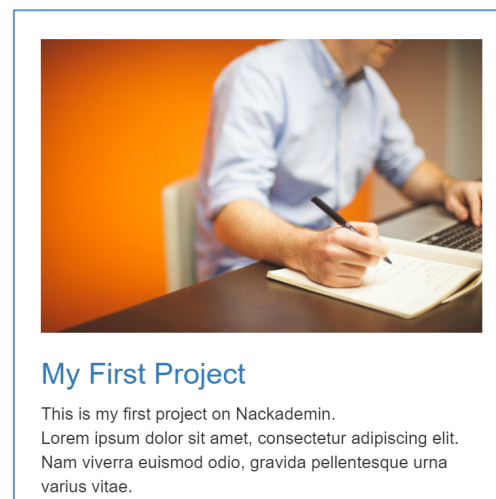 My First Project
This is my first project on Nackademin.
Lorem ipsum dolor sit amet, consectetur adipiscing elit.
Nam viverra euismod odio, gravida pellentesque urna
varius vitae.